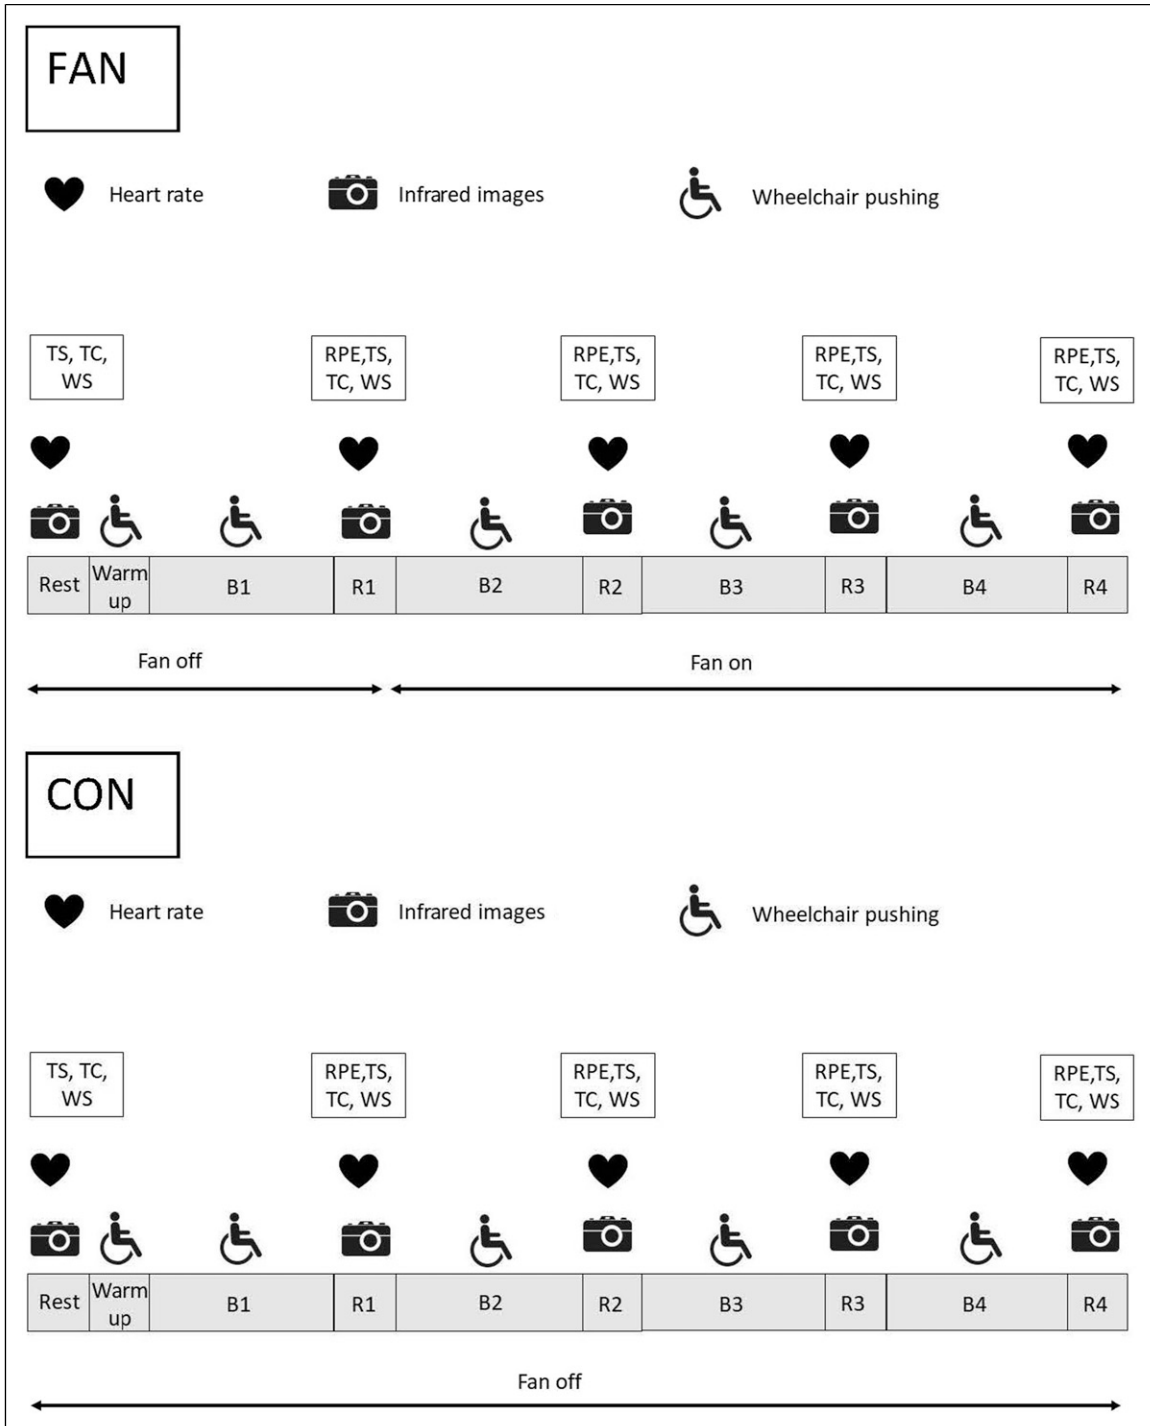 FAN
Heart rate Infrared images Wheelchair pushing
TS, TC,
WS
RPE,TS,
TC, WS
RPE,TS,
TC, WS
RPE,TS,
TC, WS
RPE,TS,
TC, WS
Rest
Warm
up
B1
R1
B2
R2
B3
R3
B4
R4
Fan off
Fan on
CON
Heart rate Infrared images Wheelchair pushing
TS, TC,
WS
RPE,TS,
TC, WS
RPE,TS,
TC, WS
RPE,TS,
TC, WS
RPE,TS,
TC, WS
Rest
Warm
up
B1
R1
B2
R2
B3
R3
B4
R4
Fan off